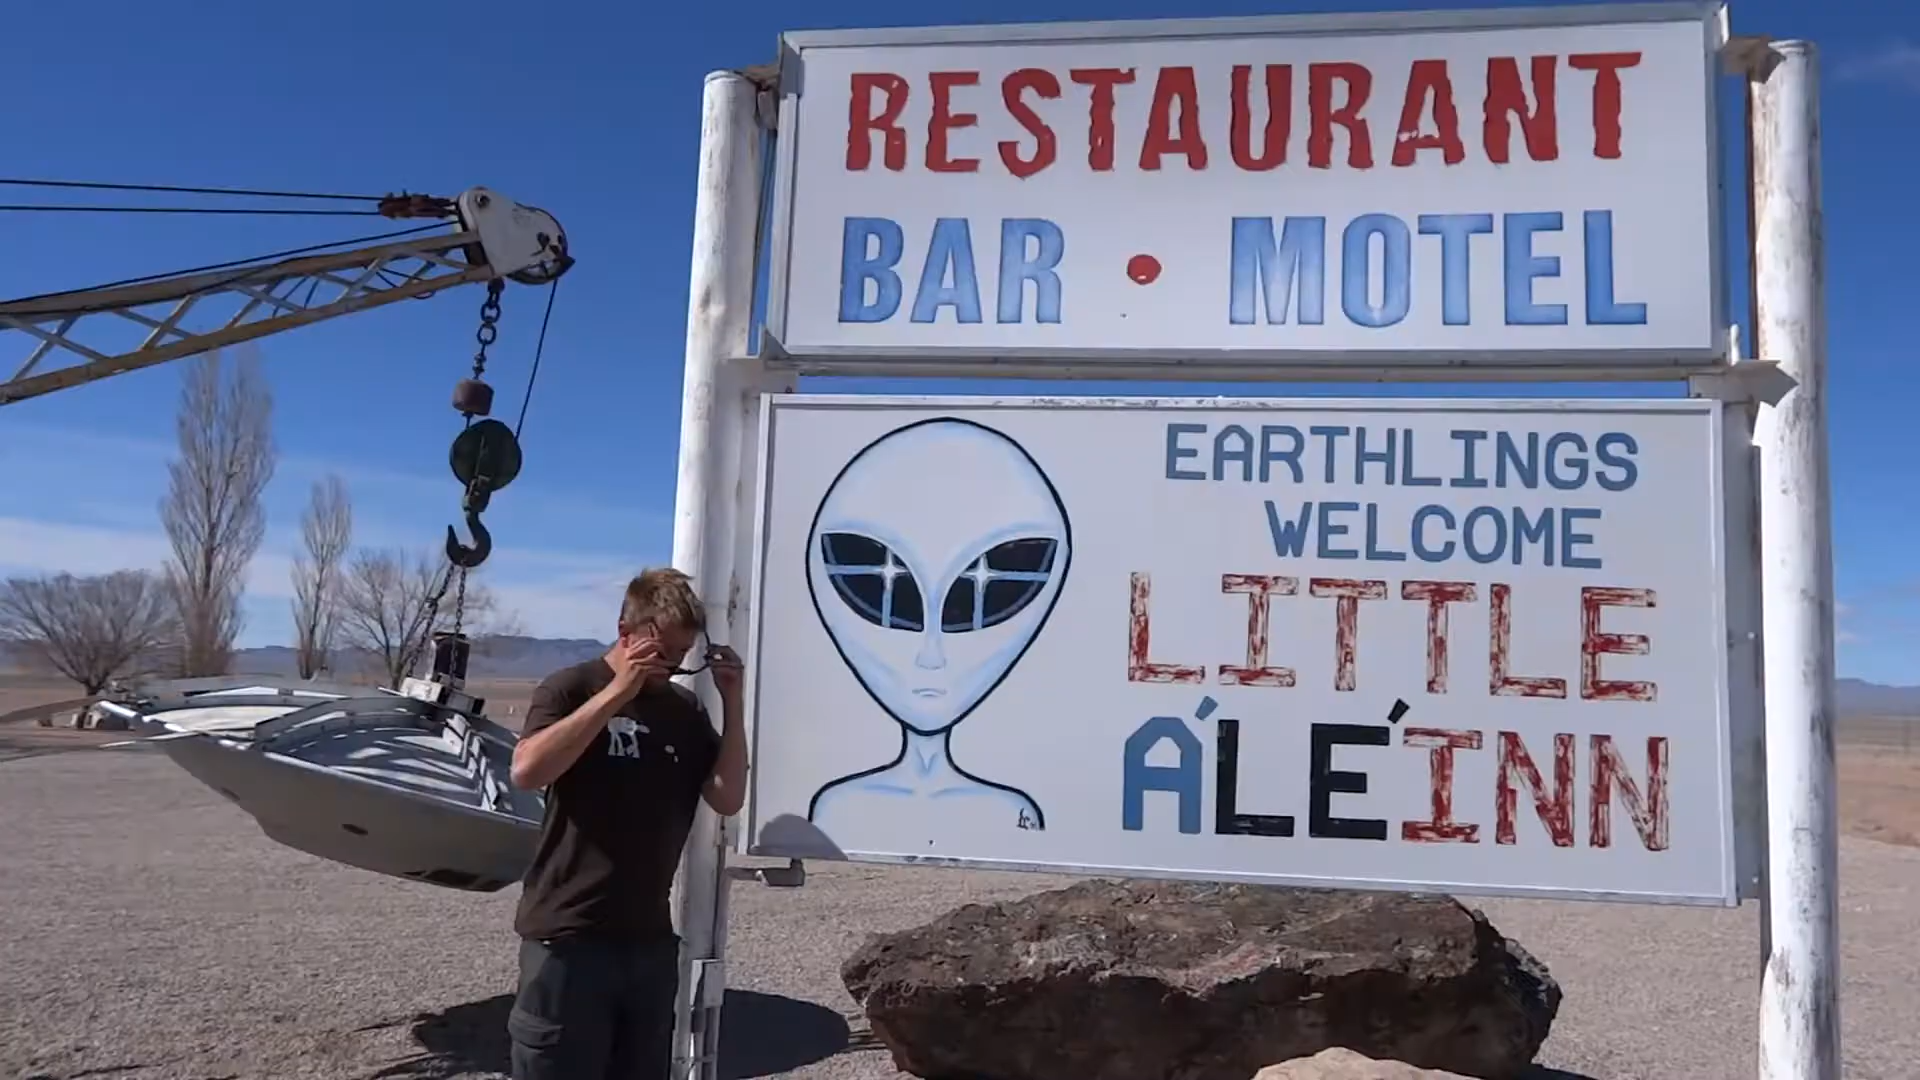 RESTAURANT
BAR • MOTEL
EARTHLINGS
WELCOME
LITTLE
A'LE'INN